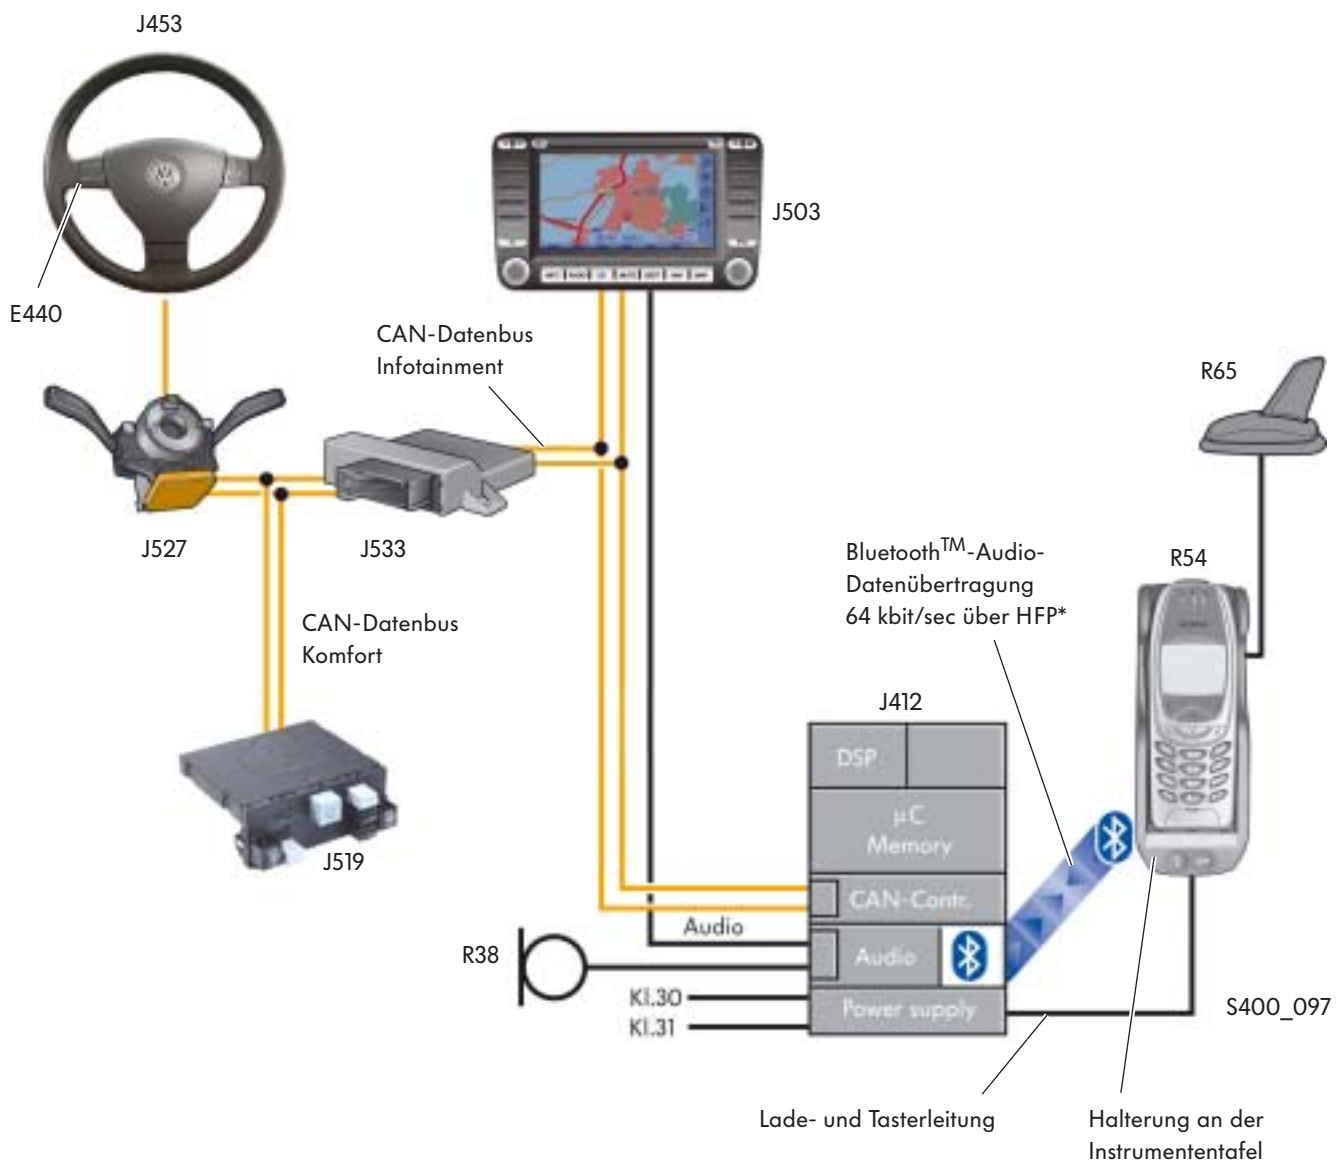 J453
E440
J503
CAN-Datenbus
Infotainment
R65
J527
J533
Bluetooth™-Audio-
Datenübertragung
64 kbit/sec über HFP*
R54
CAN-Datenbus
Komfort
J412
DSP
µC
Memory
J519
CAN-Contr.
Audio
R38
Audio
Kl.30
Power supply
Kl.31
S400_097
Lade- und Tasterleitung
Halterung an der
Instrumententafel